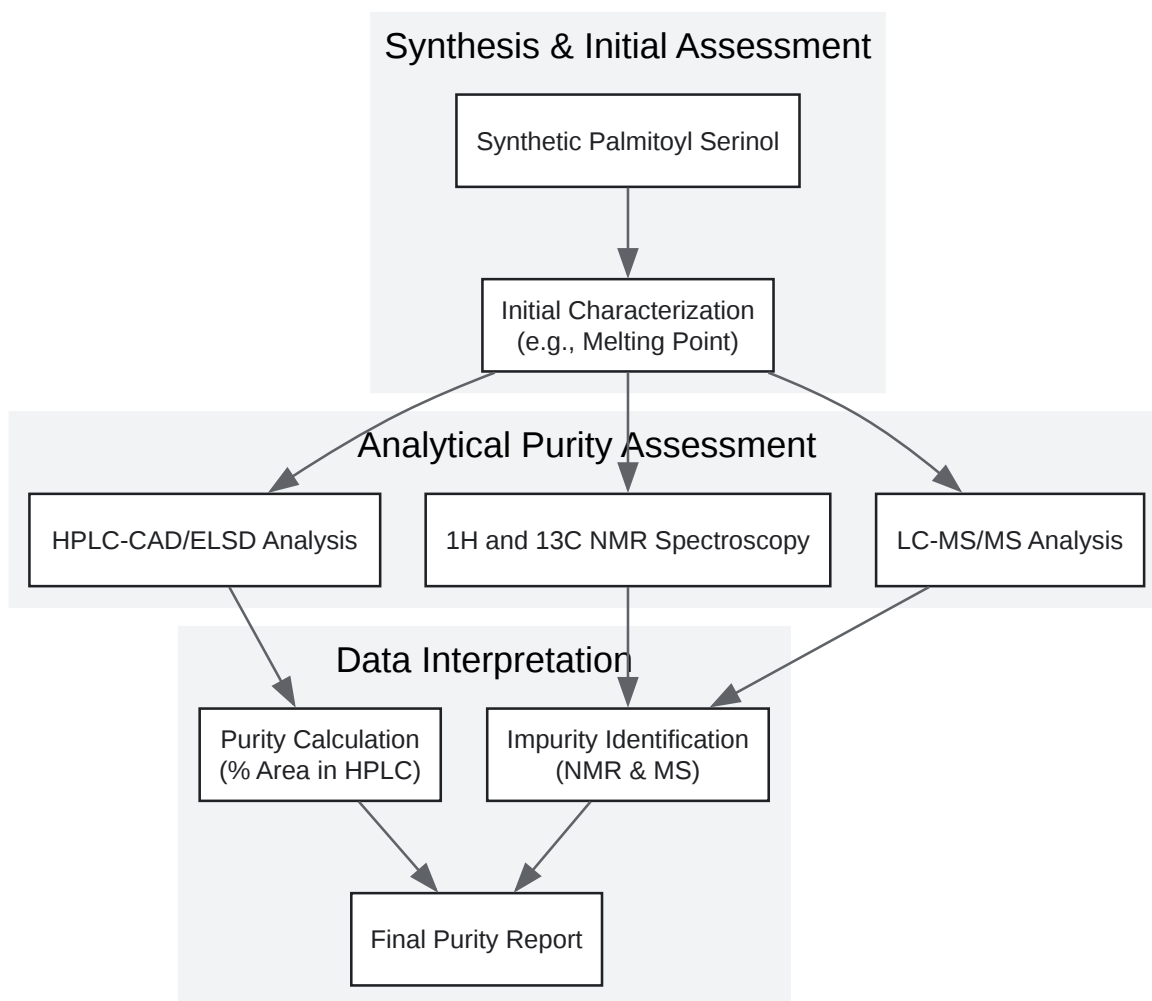 Synthesis & Initial Assessment
Synthetic Palmitoyl Serinol
Initial Characterization
(e.g., Melting Point)
Analytical Purity Assessment
HPLC-CAD/ELSD Analysis
1H and 13C NMR Spectroscopy
LC-MS/MS Analysis
Data Interpretation
Purity Calculation
(% Area in HPLC)
Impurity Identification
(NMR & MS)
Final Purity Report